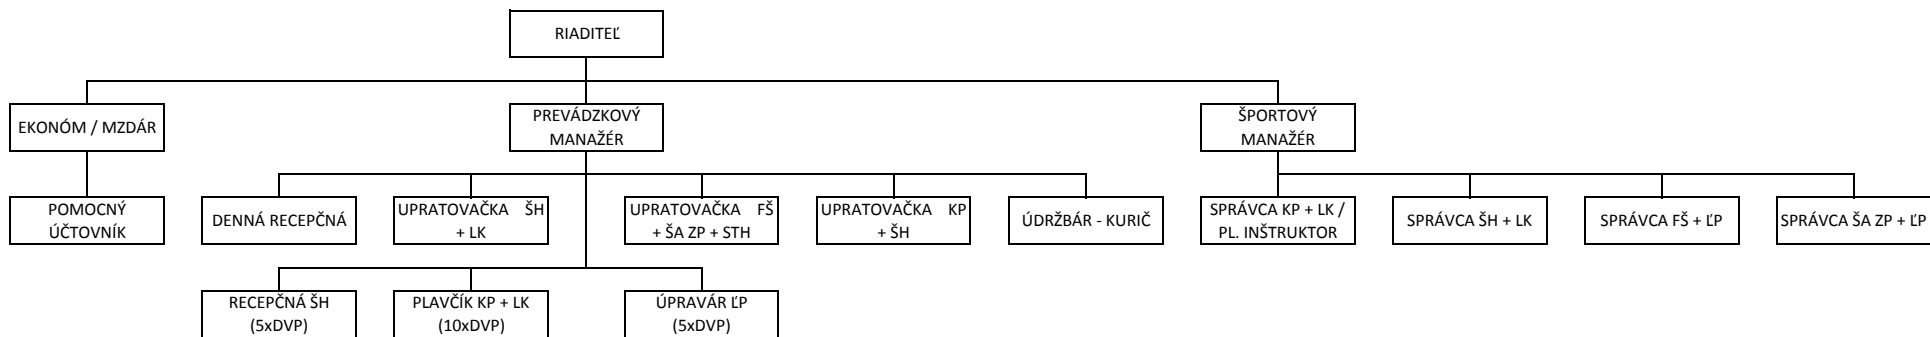 RIADITEĽ
EKONÓM / MZDÁR
PREVÁDZKOVÝ
MANAŽÉR
ŠPORTOVÝ
MANAŽÉR
POMOCNÝ
ÚČTOVNÍK
DENNÁ RECEPČNÁ
UPRATOVAČKA ŠH
+ LK
UPRATOVAČKA FŠ
+ ŠA ZP + STH
UPRATOVAČKA KP
+ ŠH
ÚDRŽBÁR - KURIČ
SPRÁVCA KP + LK /
PL. INŠTRUKTOR
SPRÁVCA ŠH + LK
SPRÁVCA FŠ + ĽP
SPRÁVCA ŠA ZP + ĽP
RECEPČNÁ ŠH
(5xDVP)
PLAVČÍK KP + LK
(10xDVP)
ÚPRAVÁR ĽP
(5xDVP)